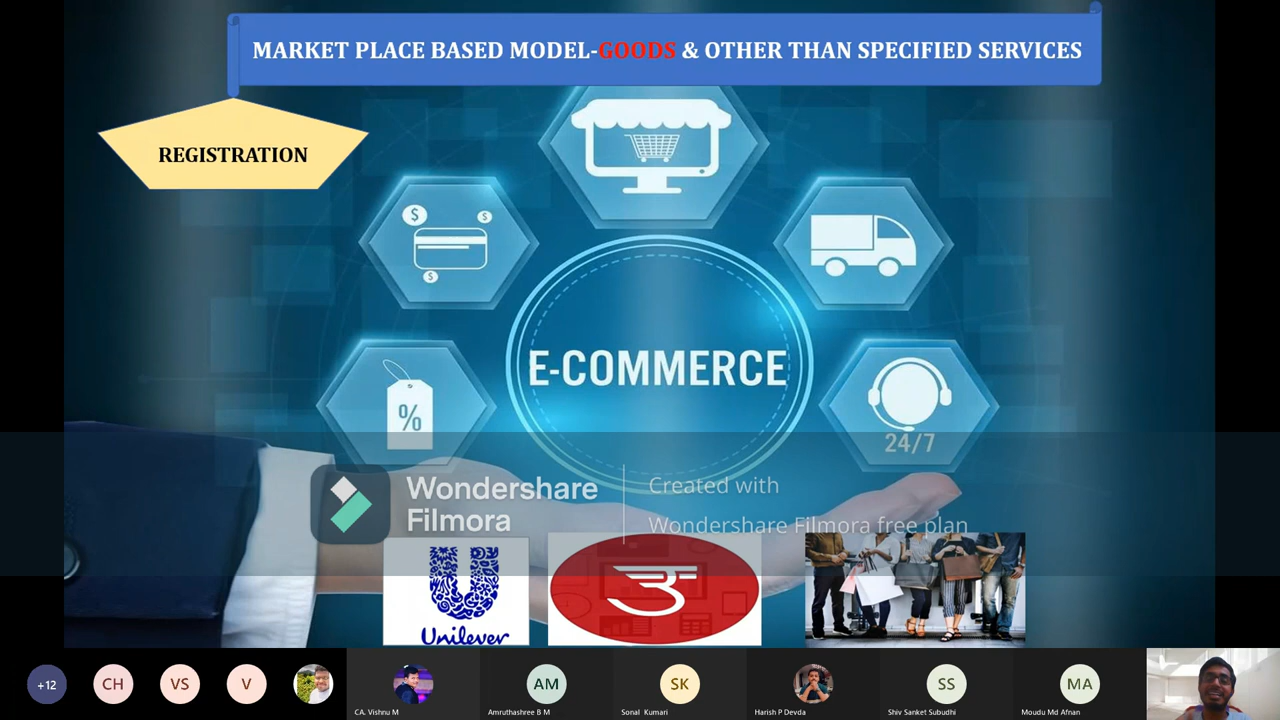 MARKET PLACE BASED MODEL-GOODS & OTHER THAN SPECIFIED SERVICES
REGISTRATION
$
$
$
E-COMMERCE
%
24/7
Wondershare
Filmora
Created with
Wondershare Filmora free plan
Unilever
उ
+12
CH
VS
V
AM
SK
SS
MA
CA. Vishnu M
Amruthashree B M
Sonal Kumari
Harish P Devda
Shiv Sanket Subudhi
Moudu Md Afnan